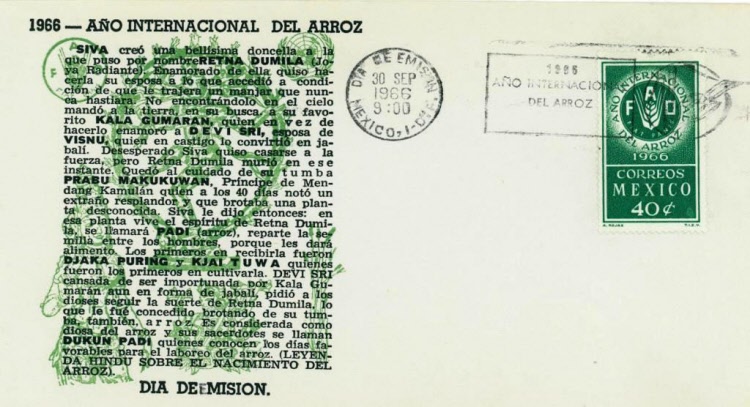 1966 — AÑO INTERNACIONAL DEL ARROZ
SIVA creó una bellísima doncella a la
que puso por nombre RETNA DUMILA (Jo-
ya Radiante). Enamorado de ella quiso ha-
cerla su esposa a lo que accedió a condi-
ción de que le trajera un manjar que nun-
ca hastiara. No encontrándolo en el cielo
mandó a la tierra, en su busca a su favo-
rito KALA GUMARAN, quien en vez de
hacerlo enamoró a DEVI SRI, esposa de
VISNU, quien en castigo lo convirtió en ja-
balí. Desesperado Siva quiso casarse a la
fuerza, pero Retna Dumila murió en ese
instante. Quedó al cuidado de su tumba
PRABU MAKUKUWAN, Príncipe de Men-
dang Kamulán quien a los 40 días notó un
extraño resplandor y que brotaba una plan-
ta desconocida. Siva le dijo entonces: en
esa planta vive el espíritu de Retna Dumi-
la, se llamará PADI (arroz), reparte la se-
milla entre los hombres, porque les dará
alimento. Los primeros en recibirla fueron
DJAKA PURING y KJAI TUWA quienes
fueron los primeros en cultivarla. DEVI SRI
cansada de ser importunada por Kala Gu-
marán aun en forma de jabalí, pidió a los
dioses seguir la suerte de Retna Dumila, lo
que le fué concedido brotando de su tum-
ba, también, arroz. Es considerada como
diosa del arroz y sus sacerdotes se llaman
DUKUN PADI quienes conocen los días fa-
vorables para el laboreo del arroz. (LEYEN-
DA HINDU SOBRE EL NACIMIENTO DEL
ARROZ).
DIA DE EMISION.
DIA DE EMISION
30 SEP
1966
9:00
MEXICO, 1-
1966
AÑO INTERNACIONAL
DEL ARROZ
AÑO INTERNACIONAL
F A O
DEL ARROZ
1966
CORREOS
MEXICO
40¢
T.I.E.V.